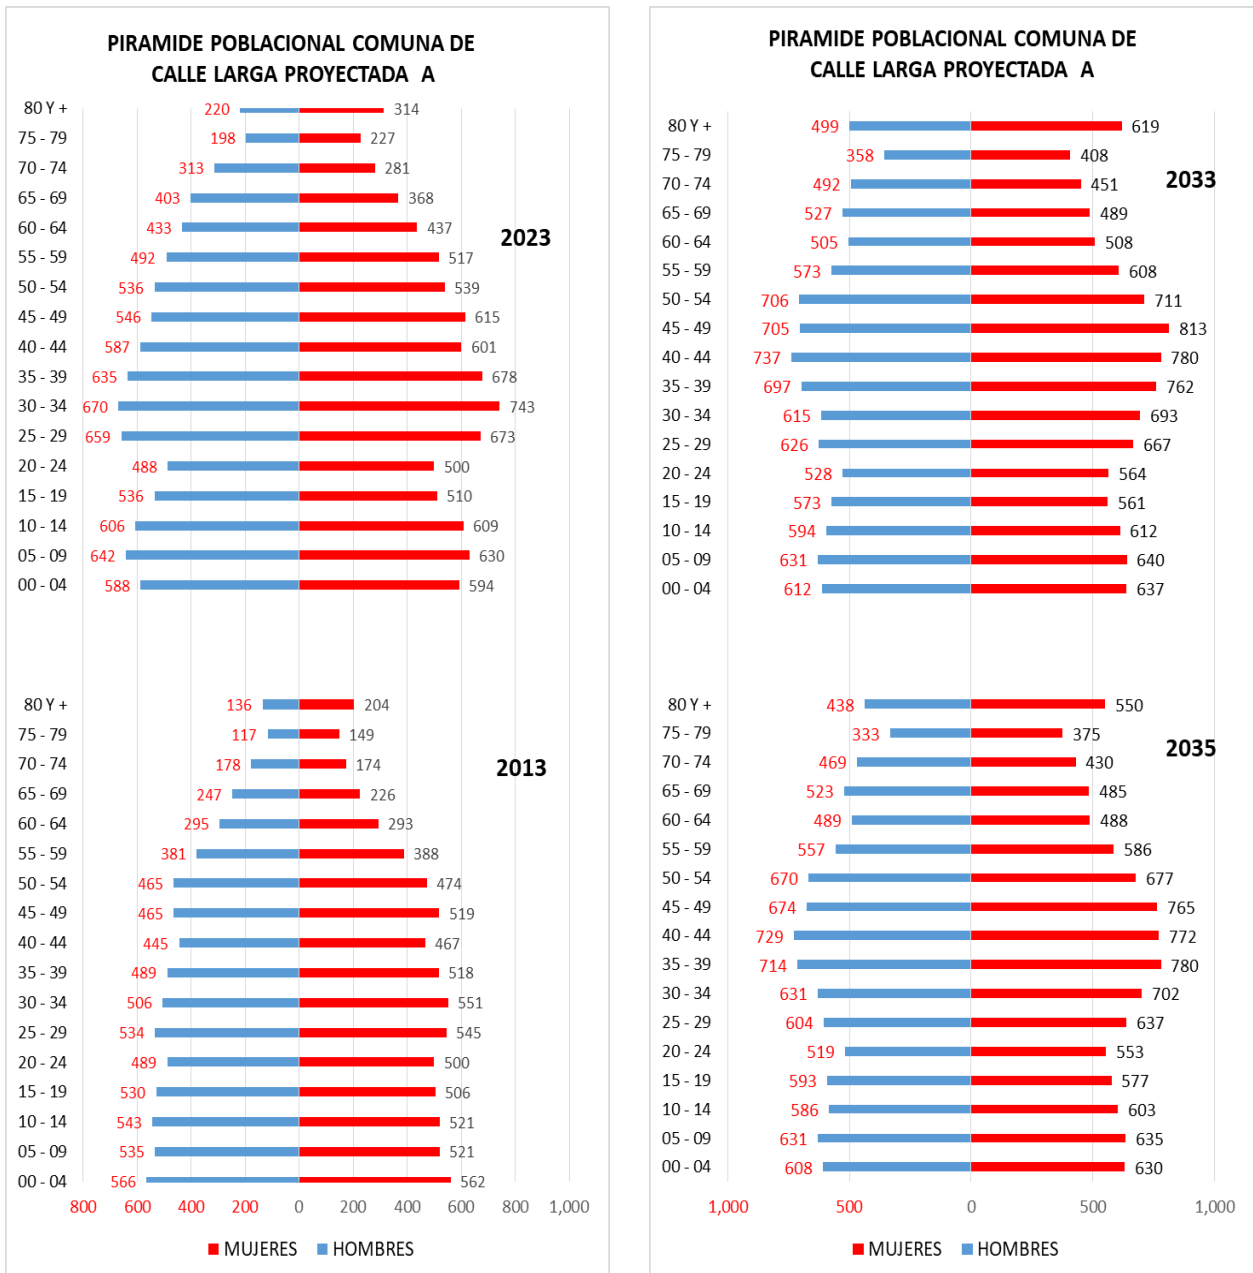 PIRAMIDE POBLACIONAL COMUNA DE
CALLE LARGA PROYECTADA A
80 Y + 220 314
75 - 79 198 227
70 - 74 313 281
65 - 69 403 368
60 - 64 433 437
2023
55 - 59 492 517
50 - 54 536 539
45 - 49 546 615
40 - 44 587 601
35 - 39 635 678
30 - 34 670 743
25 - 29 659 673
20 - 24 488 500
15 - 19 536 510
10 - 14 606 609
05 - 09 642 630
00 - 04 588 594
80 Y + 136 204
75 - 79 117 149
70 - 74 178 174
2013
65 - 69 247 226
60 - 64 295 293
55 - 59 381 388
50 - 54 465 474
45 - 49 465 519
40 - 44 445 467
35 - 39 489 518
30 - 34 506 551
25 - 29 534 545
20 - 24 489 500
15 - 19 530 506
10 - 14 543 521
05 - 09 535 521
00 - 04 566 562
800 600 400 200 0 200 400 600 800 1,000
MUJERES HOMBRES
PIRAMIDE POBLACIONAL COMUNA DE
CALLE LARGA PROYECTADA A
80 Y + 499 619
75 - 79 358 408
70 - 74 492 451
2033
65 - 69 527 489
60 - 64 505 508
55 - 59 573 608
50 - 54 706 711
45 - 49 705 813
40 - 44 737 780
35 - 39 697 762
30 - 34 615 693
25 - 29 626 667
20 - 24 528 564
15 - 19 573 561
10 - 14 594 612
05 - 09 631 640
00 - 04 612 637
80 Y + 438 550
75 - 79 333 375
2035
70 - 74 469 430
65 - 69 523 485
60 - 64 489 488
55 - 59 557 586
50 - 54 670 677
45 - 49 674 765
40 - 44 729 772
35 - 39 714 780
30 - 34 631 702
25 - 29 604 637
20 - 24 519 553
15 - 19 593 577
10 - 14 586 603
05 - 09 631 635
00 - 04 608 630
1,000 500 0 500 1,000
MUJERES HOMBRES